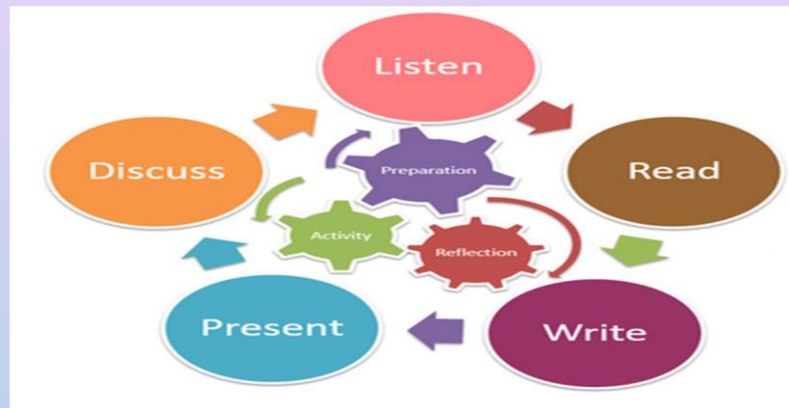 Listen
Discuss
Read
Preparation
Activity
Reflection
Present
Write